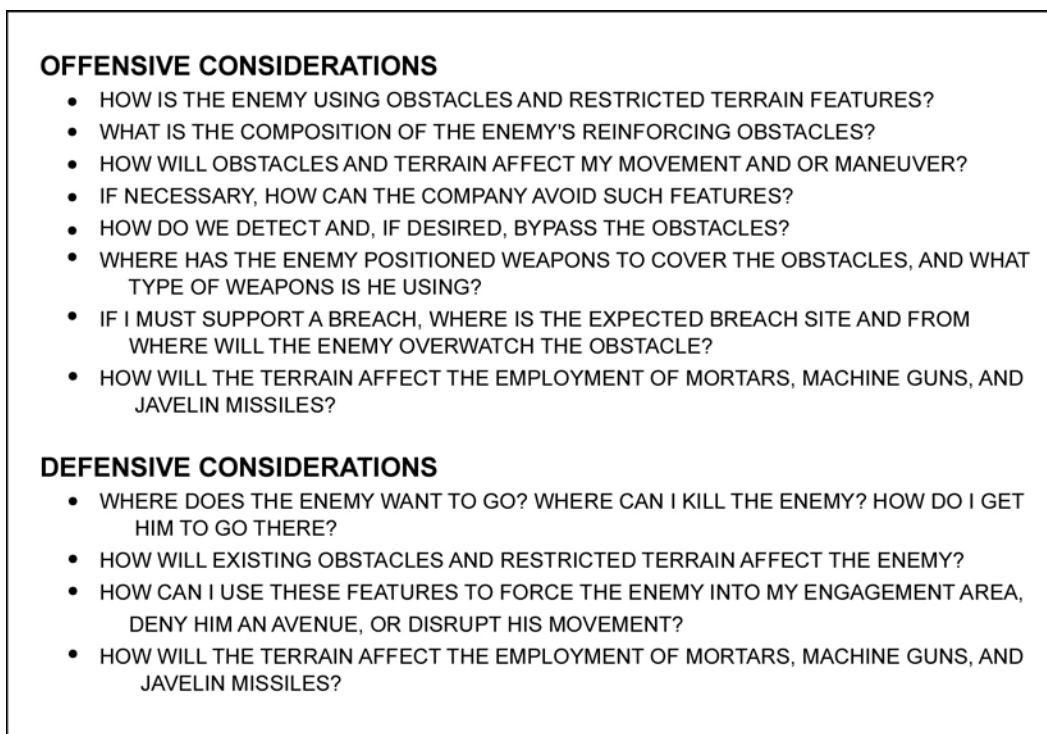 OFFENSIVE CONSIDERATIONS
• HOW IS THE ENEMY USING OBSTACLES AND RESTRICTED TERRAIN FEATURES?
• WHAT IS THE COMPOSITION OF THE ENEMY'S REINFORCING OBSTACLES?
• HOW WILL OBSTACLES AND TERRAIN AFFECT MY MOVEMENT AND OR MANEUVER?
• IF NECESSARY, HOW CAN THE COMPANY AVOID SUCH FEATURES?
• HOW DO WE DETECT AND, IF DESIRED, BYPASS THE OBSTACLES?
• WHERE HAS THE ENEMY POSITIONED WEAPONS TO COVER THE OBSTACLES, AND WHAT
TYPE OF WEAPONS IS HE USING?
• IF I MUST SUPPORT A BREACH, WHERE IS THE EXPECTED BREACH SITE AND FROM
WHERE WILL THE ENEMY OVERWATCH THE OBSTACLE?
• HOW WILL THE TERRAIN AFFECT THE EMPLOYMENT OF MORTARS, MACHINE GUNS, AND
JAVELIN MISSILES?
DEFENSIVE CONSIDERATIONS
• WHERE DOES THE ENEMY WANT TO GO? WHERE CAN I KILL THE ENEMY? HOW DO I GET
HIM TO GO THERE?
• HOW WILL EXISTING OBSTACLES AND RESTRICTED TERRAIN AFFECT THE ENEMY?
• HOW CAN I USE THESE FEATURES TO FORCE THE ENEMY INTO MY ENGAGEMENT AREA,
DENY HIM AN AVENUE, OR DISRUPT HIS MOVEMENT?
• HOW WILL THE TERRAIN AFFECT THE EMPLOYMENT OF MORTARS, MACHINE GUNS, AND
JAVELIN MISSILES?